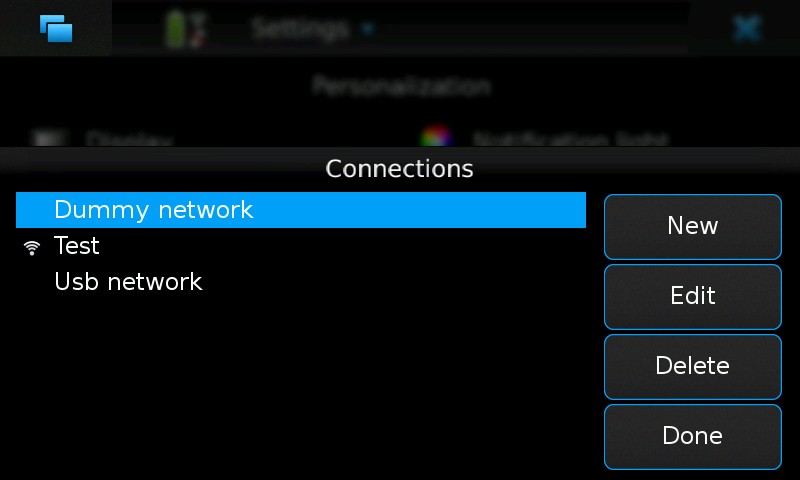 Settings
Personalization
Display
Notification light
Connections
Dummy network
Test
Usb network
New
Edit
Delete
Done